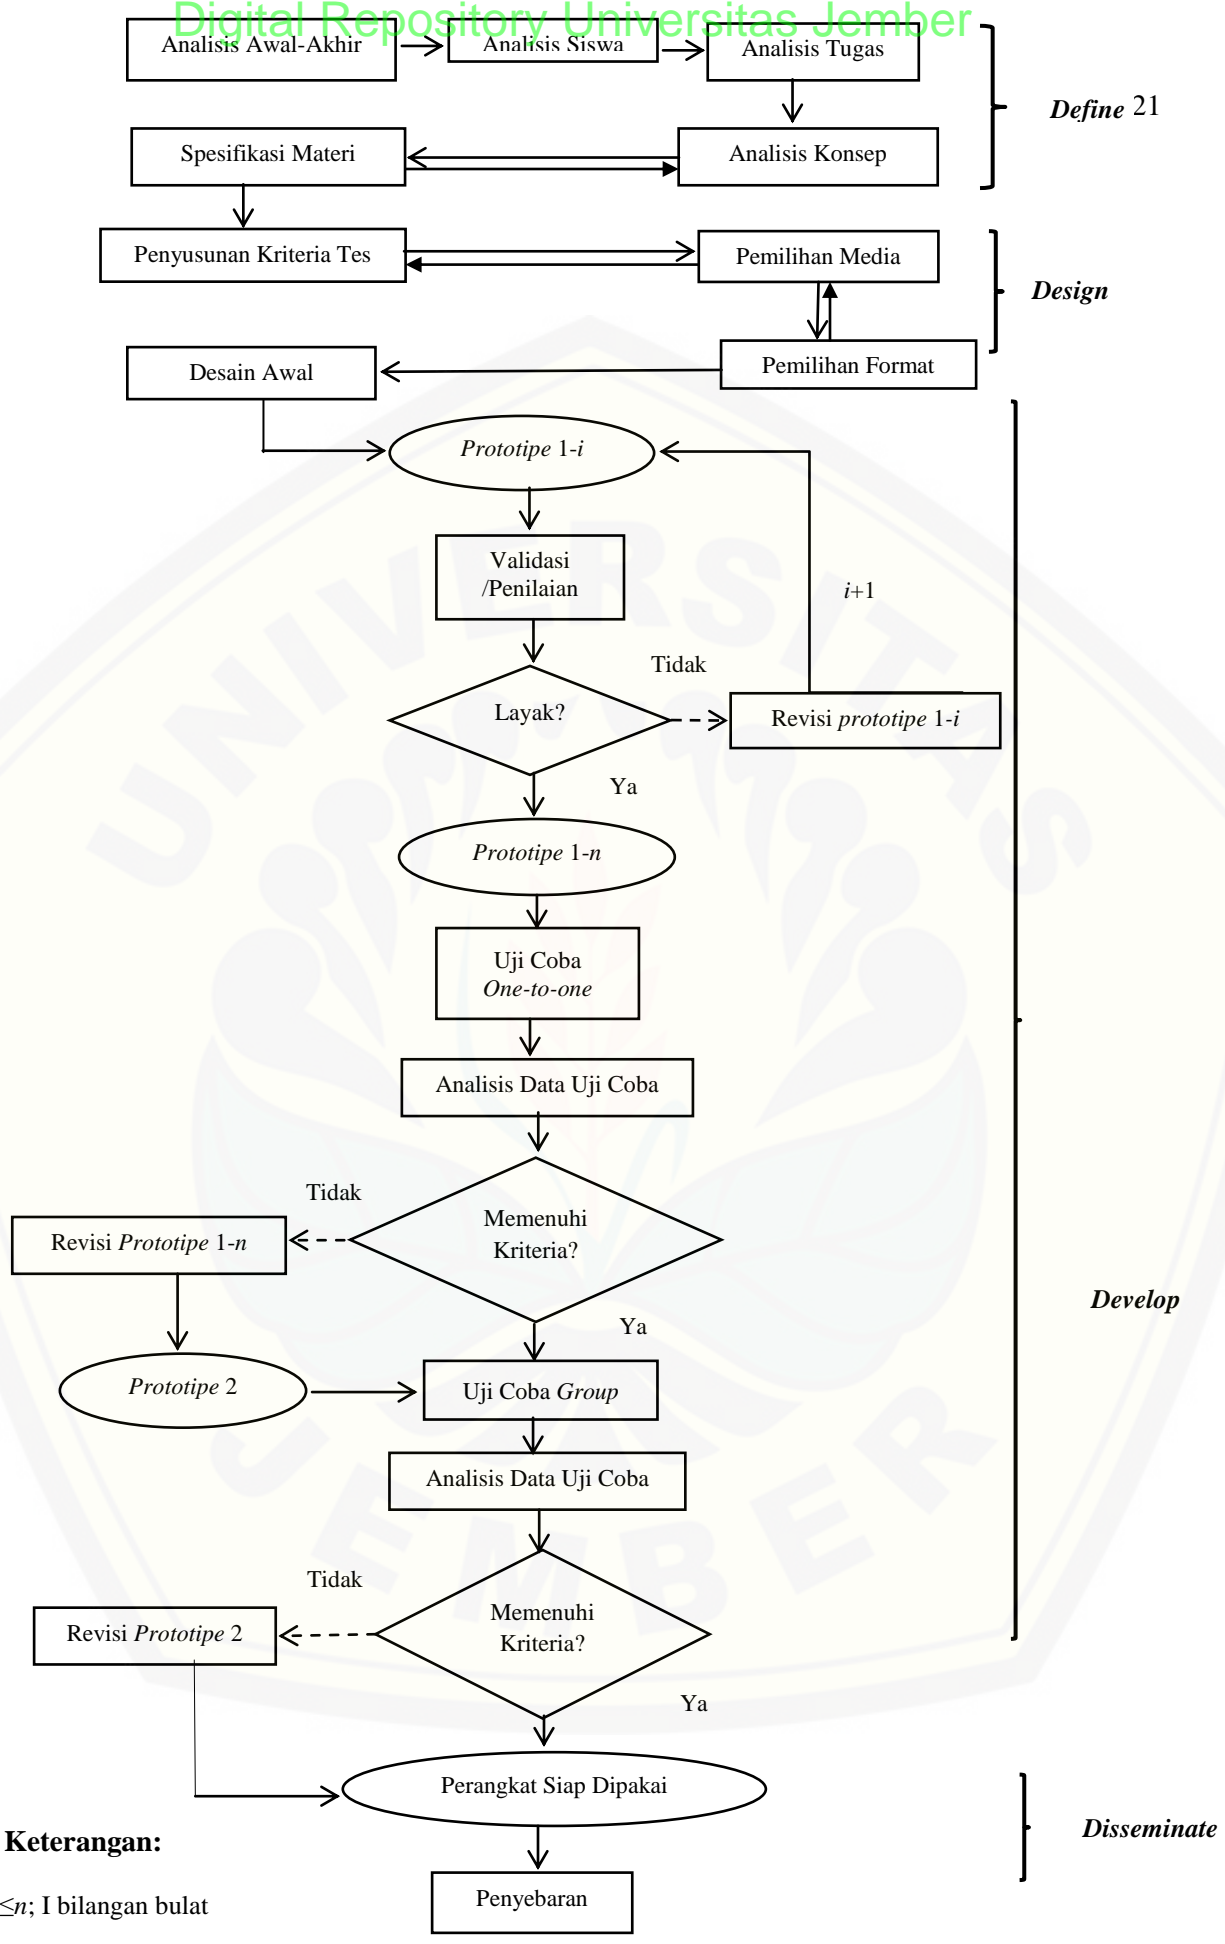 Digital Repository Universitas Jember
Analisis Awal-Akhir
Analisis Siswa
Analisis Tugas
Define 21
Spesifikasi Materi
Analisis Konsep
Penyusunan Kriteria Tes
Pemilihan Media
Design
Desain Awal
Pemilihan Format
Prototipe 1-i
Validasi
/Penilaian
i+1
Tidak
Layak?
Revisi prototipe 1-i
Ya
Prototipe 1-n
Uji Coba
One-to-one
Analisis Data Uji Coba
Tidak
Memenuhi
Kriteria?
Revisi Prototipe 1-n
Develop
Ya
Prototipe 2
Uji Coba Group
Analisis Data Uji Coba
Tidak
Memenuhi
Kriteria?
Revisi Prototipe 2
Ya
Perangkat Siap Dipakai
Disseminate
Keterangan:
≤n; I bilangan bulat
Penyebaran
UNIVERSITAS
JEMBER